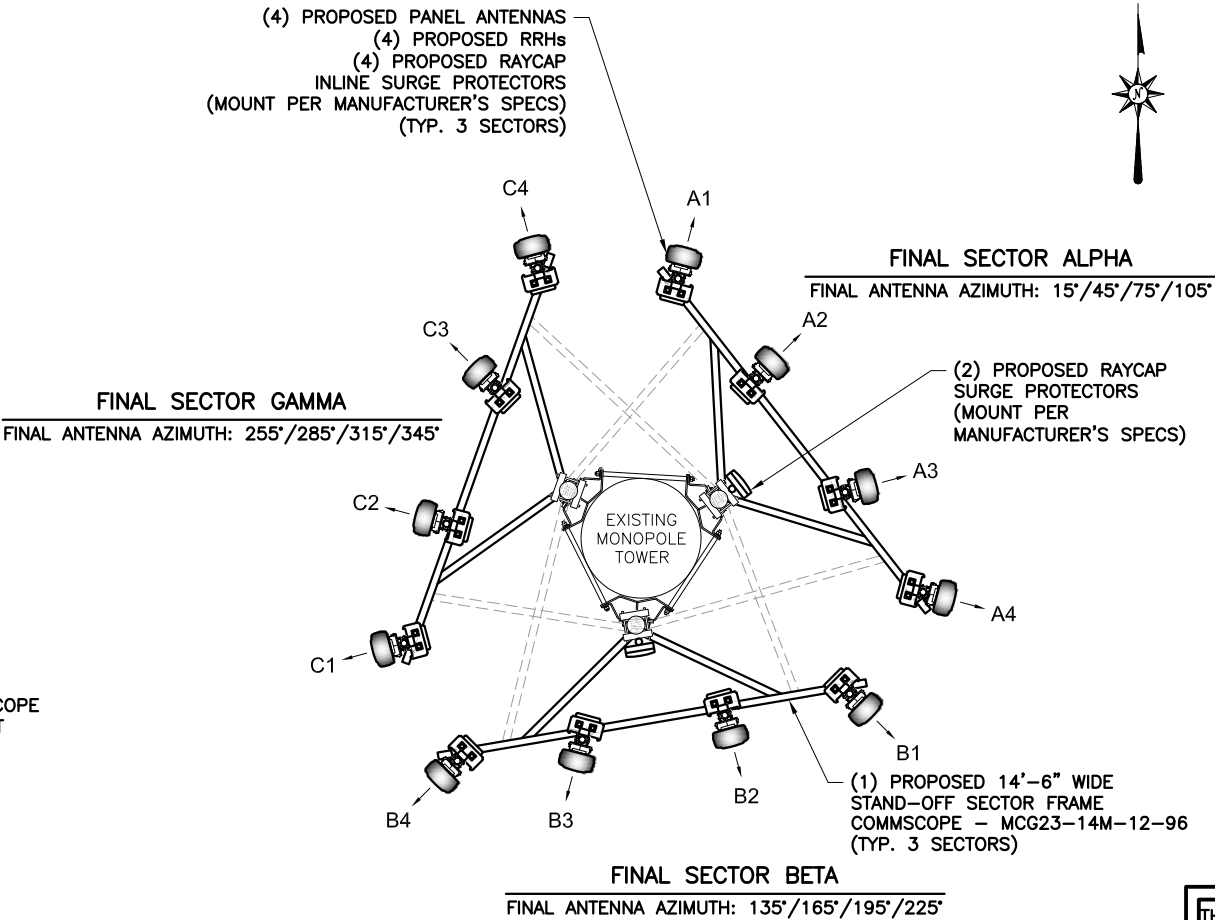 (4) PROPOSED PANEL ANTENNAS
(4) PROPOSED RRHs
(4) PROPOSED RAYCAP
INLINE SURGE PROTECTORS
(MOUNT PER MANUFACTURER'S SPECS)
(TYP. 3 SECTORS)
N
C4
A1
FINAL SECTOR ALPHA
FINAL ANTENNA AZIMUTH: 15°/45°/75°/105°
A2
C3
(2) PROPOSED RAYCAP
SURGE PROTECTORS
(MOUNT PER
MANUFACTURER'S SPECS)
FINAL SECTOR GAMMA
FINAL ANTENNA AZIMUTH: 255°/285°/315°/345°
A3
C2
EXISTING
MONOPOLE
TOWER
A4
C1
COPE
T
B1
(1) PROPOSED 14'-6" WIDE
STAND-OFF SECTOR FRAME
COMMSCOPE - MCG23-14M-12-96
(TYP. 3 SECTORS)
B2
B3
B4
FINAL SECTOR BETA
FINAL ANTENNA AZIMUTH: 135°/165°/195°/225°